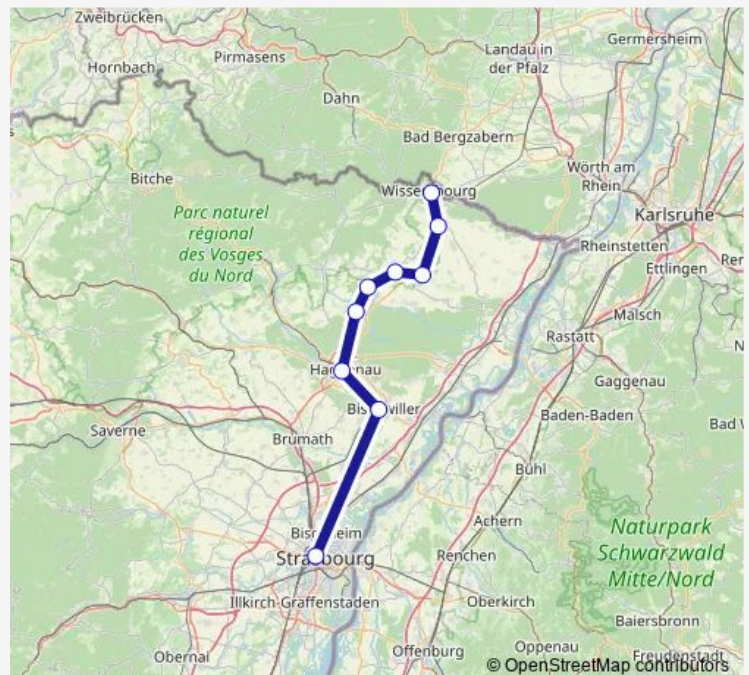 Zweibrücken
Germersheim
Landau in
der Pfalz
Pirmasens
Hornbach
Dahn
Bad Bergzabern
Wörth am
Rhein
Bitche
Parc naturel
régional
des Vosges
du Nord
Karlsruhe
Rheinstetten
Ettlingen
Malsch
Rastatt
Gaggenau
Baden-Baden
Saverne
Brumath
Bühl
Achern
Naturpark
Schwarzwald
Mitte/Nord
Renchen
Illkirch-Graffenstaden
Oberkirch
Baiersbronn
Obernai
Offenburg
Oppenau
Freudenstadt
© OpenStreetMap contributors